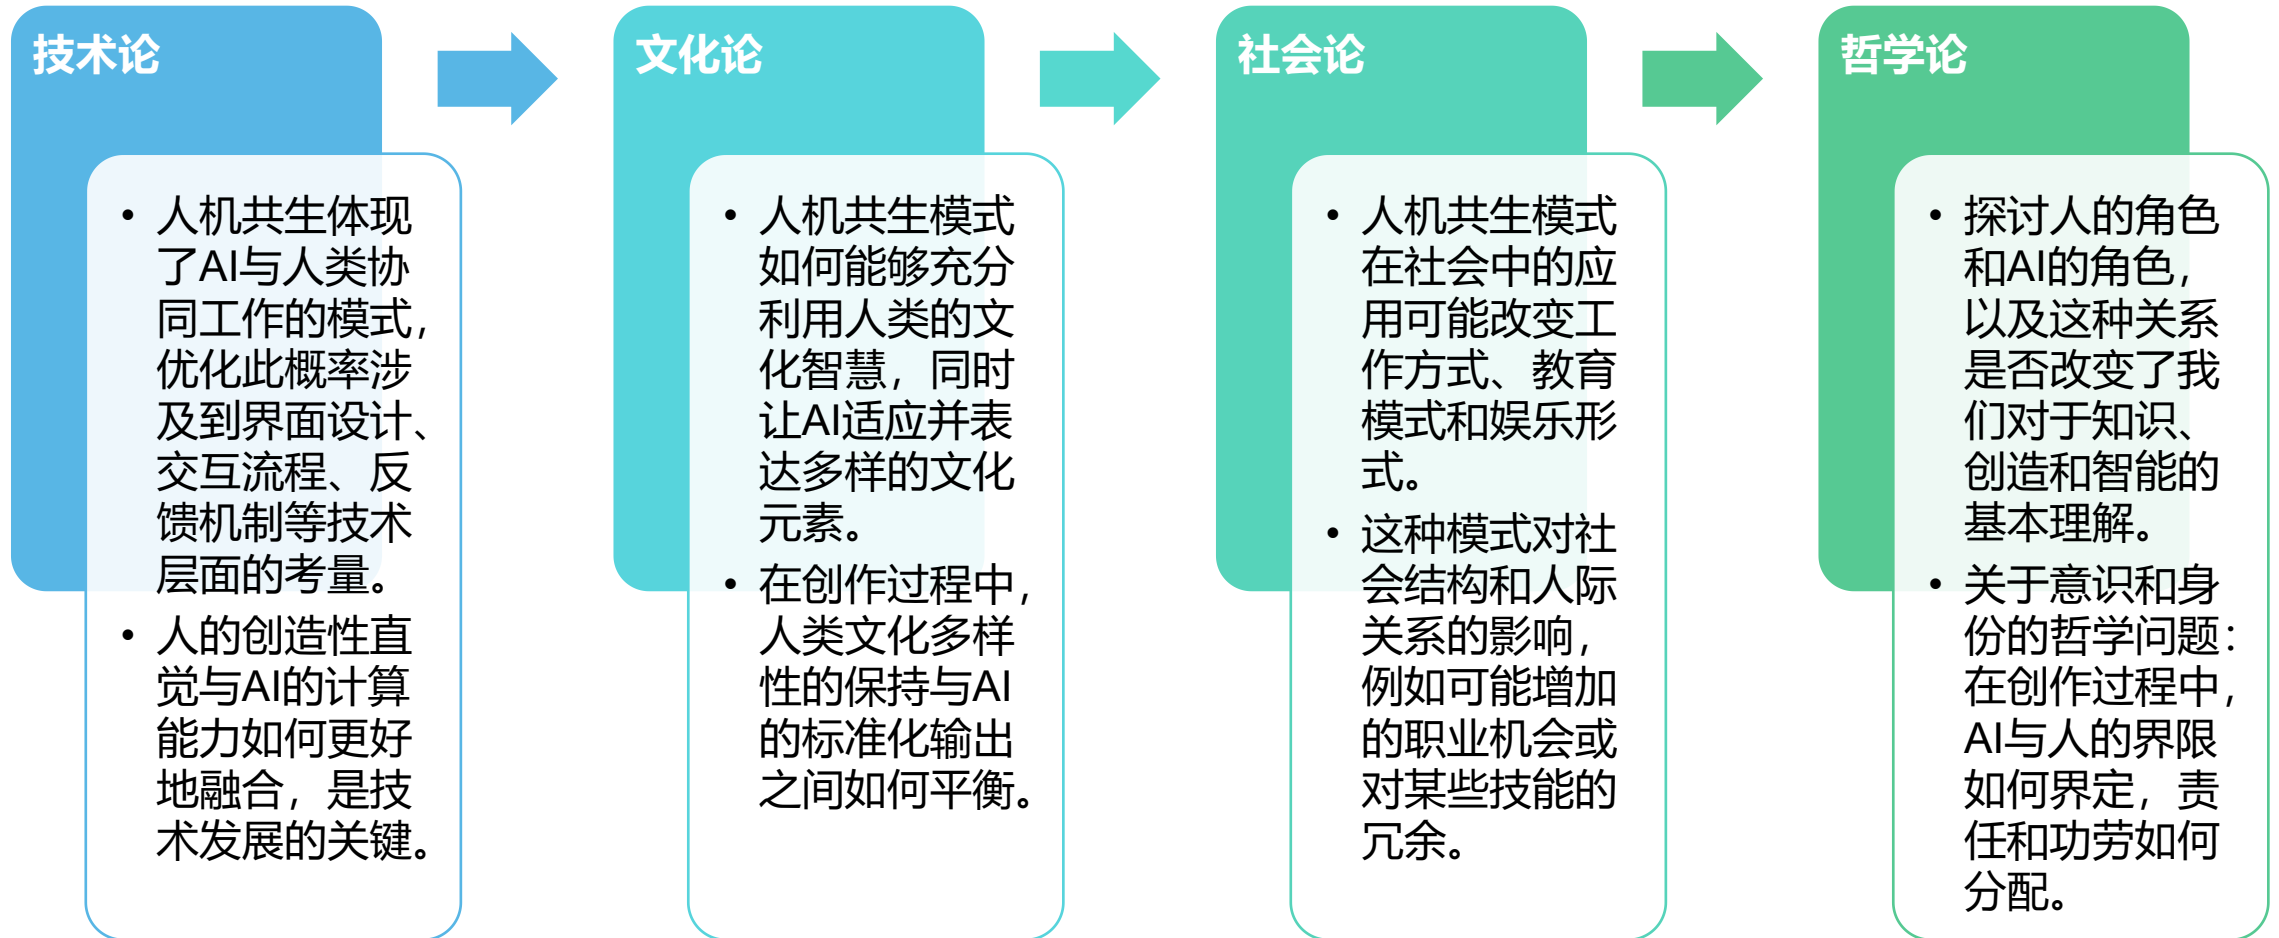 技术论
• 人机共生体现
了AI与人类协
同工作的模式，
优化此概率涉
及到界面设计、
交互流程、反
馈机制等技术
层面的考量。
• 人的创造性直
觉与AI的计算
能力如何更好
地融合，是技
术发展的关键。
文化论
• 人机共生模式
如何能够充分
利用人类的文
化智慧，同时
让AI适应并表
达多样的文化
元素。
• 在创作过程中，
人类文化多样
性的保持与AI
的标准化输出
之间如何平衡。
社会论
• 人机共生模式
在社会中的应
用可能改变工
作方式、教育
模式和娱乐形
式。
• 这种模式对社
会结构和人际
关系的影响，
例如可能增加
的职业机会或
对某些技能的
冗余。
哲学论
• 探讨人的角色
和AI的角色，
以及这种关系
是否改变了我
们对于知识、
创造和智能的
基本理解。
• 关于意识和身
份的哲学问题：
在创作过程中，
AI与人的界限
如何界定，责
任和功劳如何
分配。